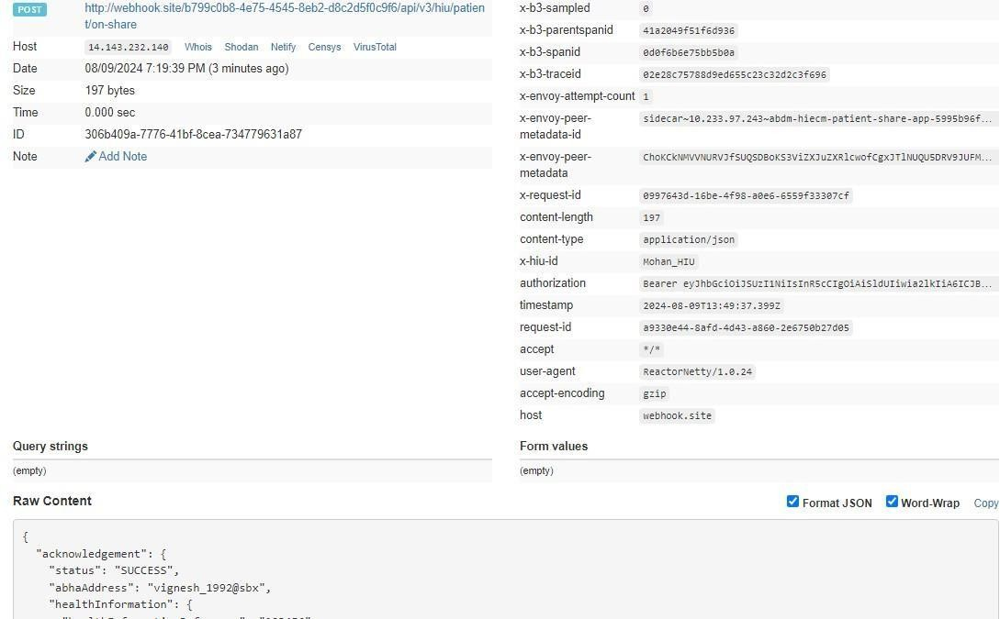 POST http://webhook.site/b799c0b8-4e75-4545-8eb2-d8c2d5f0c9f6/api/v3/hiu/patien
t/on-share
Host 14.143.232.140 Whois Shodan Netify Censys VirusTotal
Date 08/09/2024 7:19:39 PM (3 minutes ago)
Size 197 bytes
Time 0.000 sec
ID 306b409a-7776-41bf-8cea-734779631a87
Note Add Note
x-b3-sampled 0
x-b3-parentspanid 41a2049f51f6d936
x-b3-spanid 0d0f6b6e75bb5b0a
x-b3-traceid 02e28c75788d9ed655c23c32d2c3f696
x-envoy-attempt-count 1
x-envoy-peer- sidecar~10.233.97.243~abdm-hiecm-patient-share-app-5995b96f...
metadata-id
x-envoy-peer- ChoKCkNMVVNURVJfSUQSDBoKS3ViZXJuZXRlcwofCgxJTlNUQU5DRV9JUFM...
metadata
x-request-id 0997643d-16be-4f98-a0e6-6559f33307cf
content-length 197
content-type application/json
x-hiu-id Mohan_HIU
authorization Bearer eyJhbGciOiJSUzI1NiIsInR5cCIgOiAiSldUIiwia2lkIiA6ICJB...
timestamp 2024-08-09T13:49:37.399Z
request-id a9330e44-8afd-4d43-a860-2e6750b27d05
accept */*
user-agent ReactorNetty/1.0.24
accept-encoding gzip
host webhook.site
Query strings
(empty)
Form values
(empty)
Raw Content Format JSON Word-Wrap Copy
{
"acknowledgement": {
"status": "SUCCESS",
"abhaAddress": "vignesh_1992@sbx",
"healthInformation": {